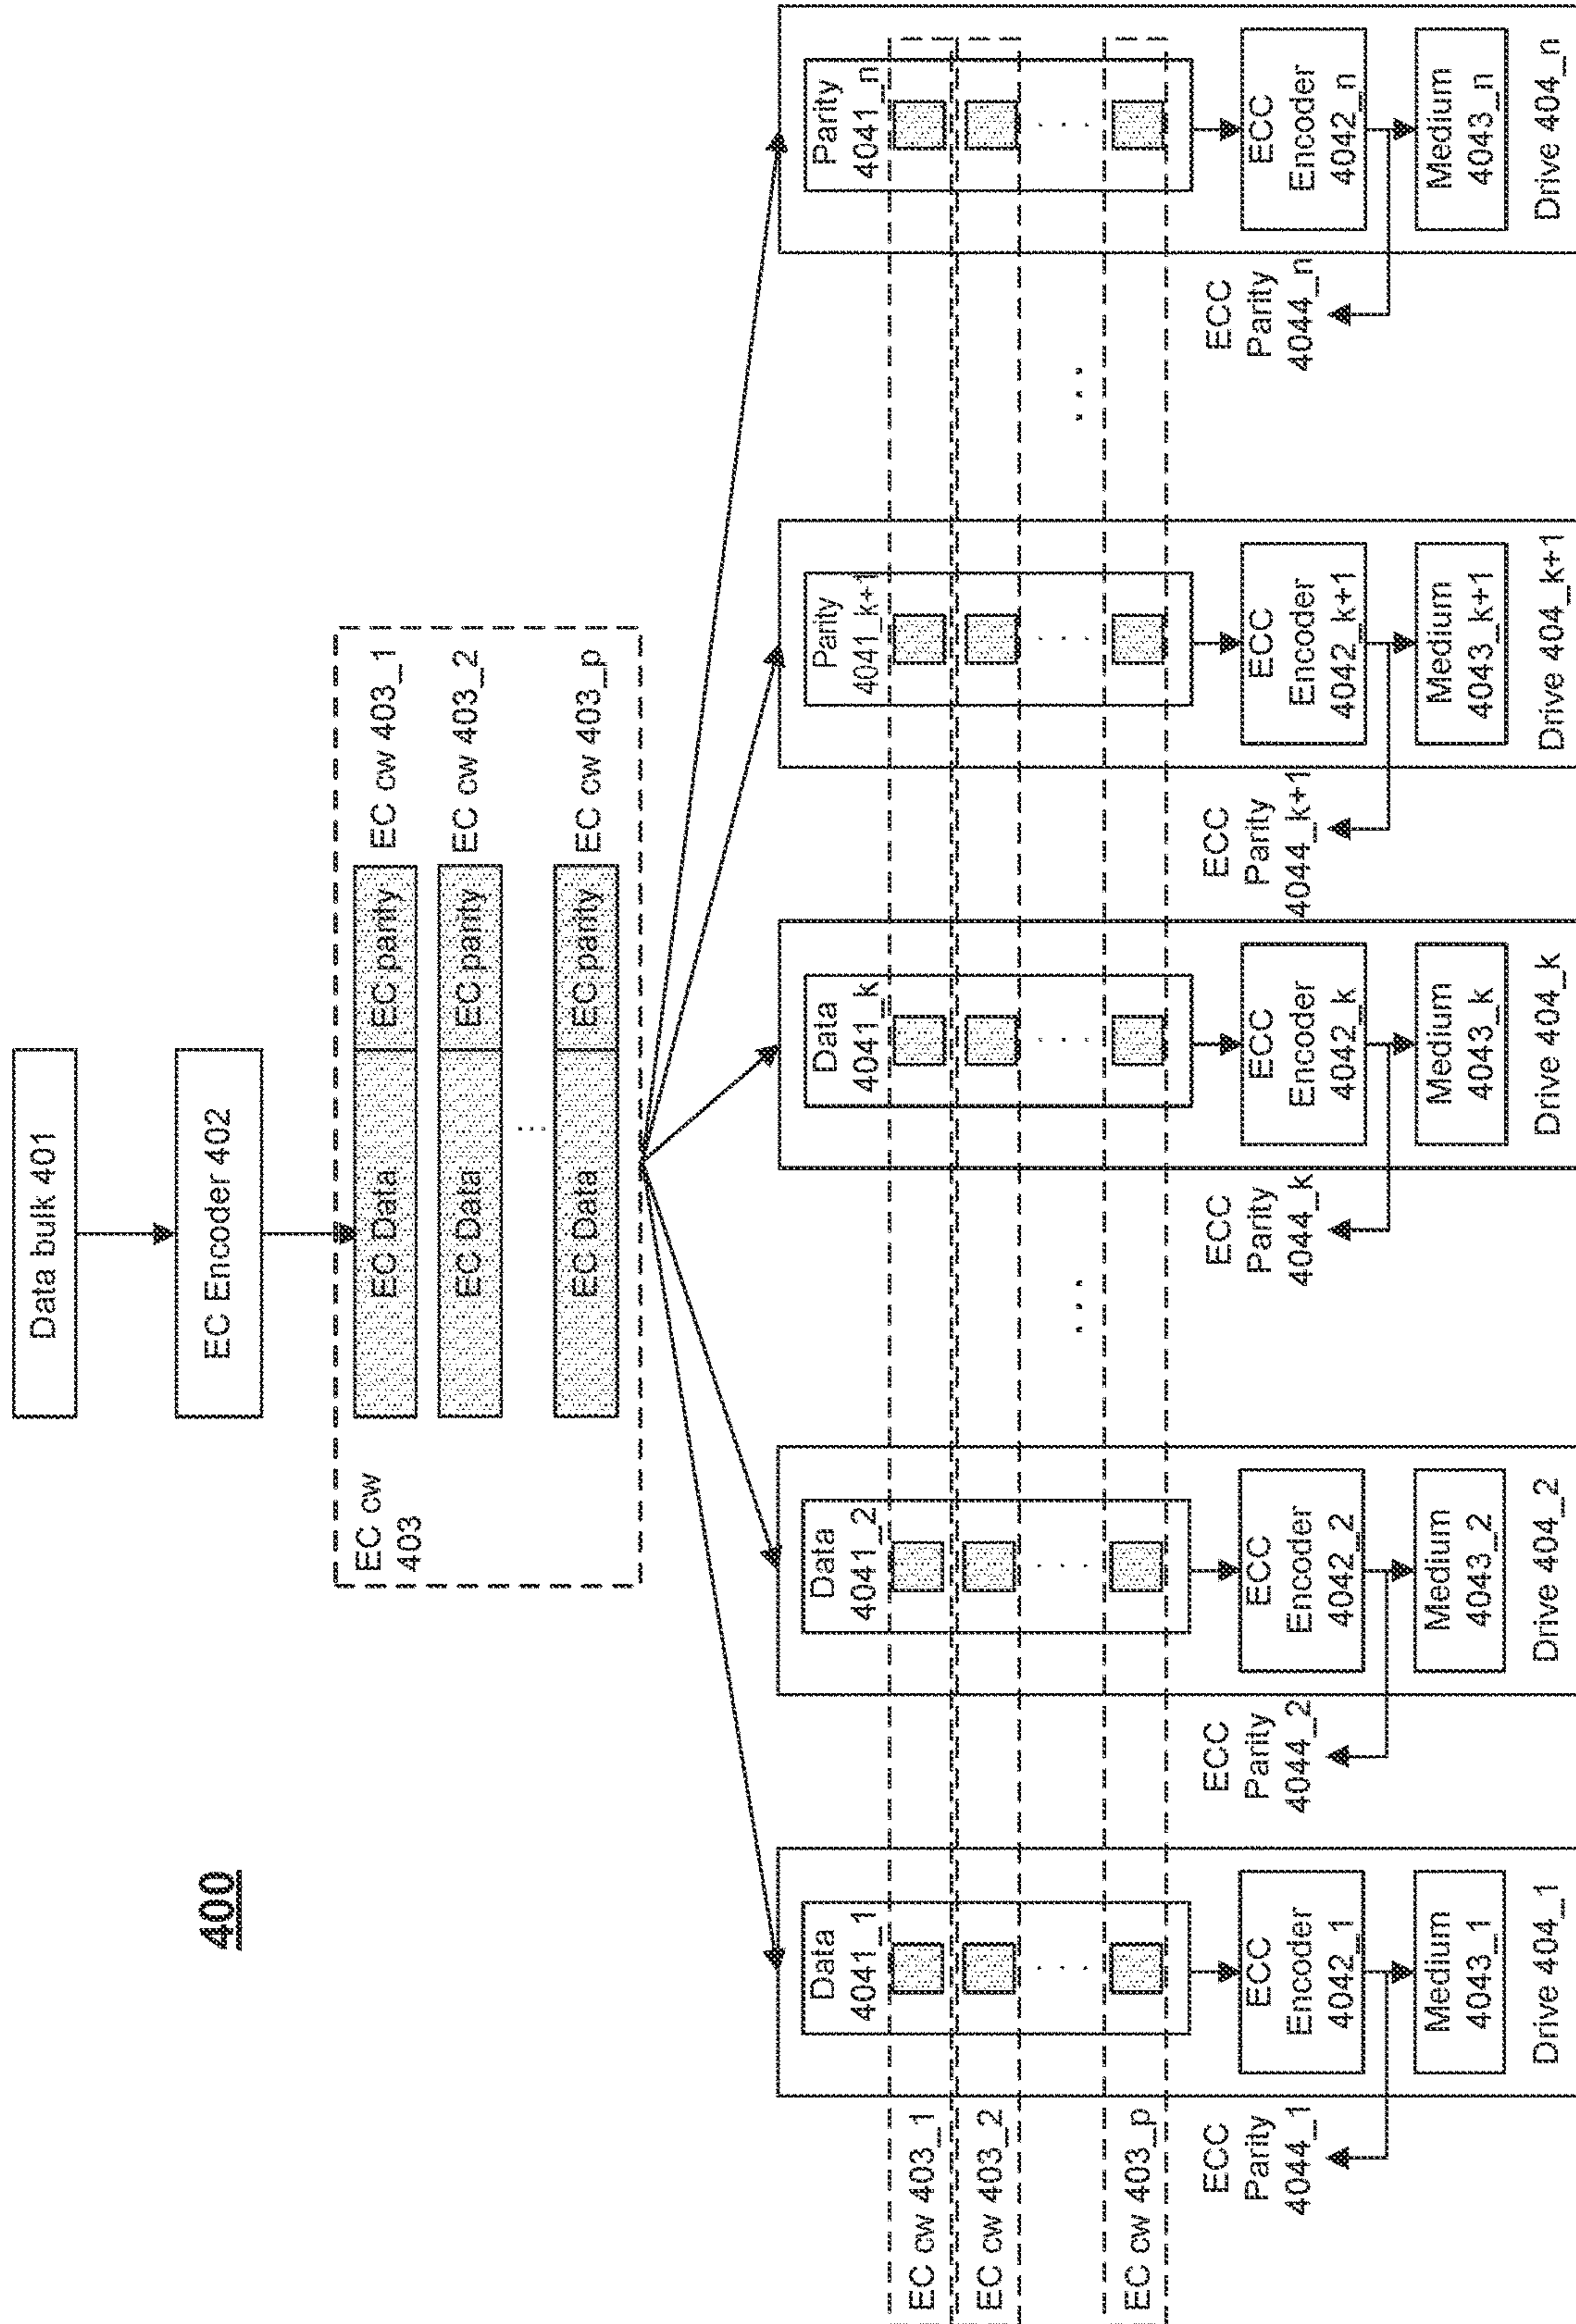 400
Data bulk 401
EC Encoder 402
EC cw
403
EC Data
EC parity
EC cw 403_1
EC Data
EC parity
EC cw 403_2
⋮
EC Data
EC parity
EC cw 403_p
EC cw 403_1
EC cw 403_2
EC cw 403_p
Data
4041_1
...
ECC
Encoder
4042_1
ECC
Parity
4044_1
Medium
4043_1
Drive 404_1
Data
4041_2
...
ECC
Encoder
4042_2
ECC
Parity
4044_2
Medium
4043_2
Drive 404_2
...
Data
4041_k
...
ECC
Encoder
4042_k
ECC
Parity
4044_k
Medium
4043_k
Drive 404_k
Parity
4041_k+1
...
ECC
Encoder
4042_k+1
ECC
Parity
4044_k+1
Medium
4043_k+1
Drive 404_k+1
...
Parity
4041_n
...
ECC
Encoder
4042_n
ECC
Parity
4044_n
Medium
4043_n
Drive 404_n